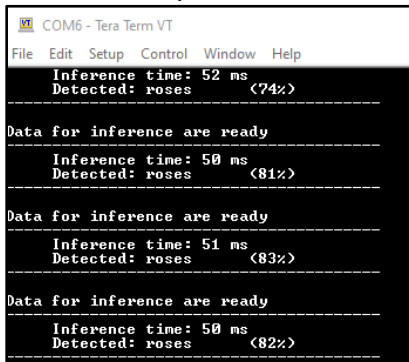 COM6 - Tera Term VT
File Edit Setup Control Window Help
Inference time: 52 ms
Detected: roses (74%)
----------------------------------------------
Data for inference are ready
----------------------------------------------
Inference time: 50 ms
Detected: roses (81%)
----------------------------------------------
Data for inference are ready
----------------------------------------------
Inference time: 51 ms
Detected: roses (83%)
----------------------------------------------
Data for inference are ready
----------------------------------------------
Inference time: 50 ms
Detected: roses (82%)
----------------------------------------------